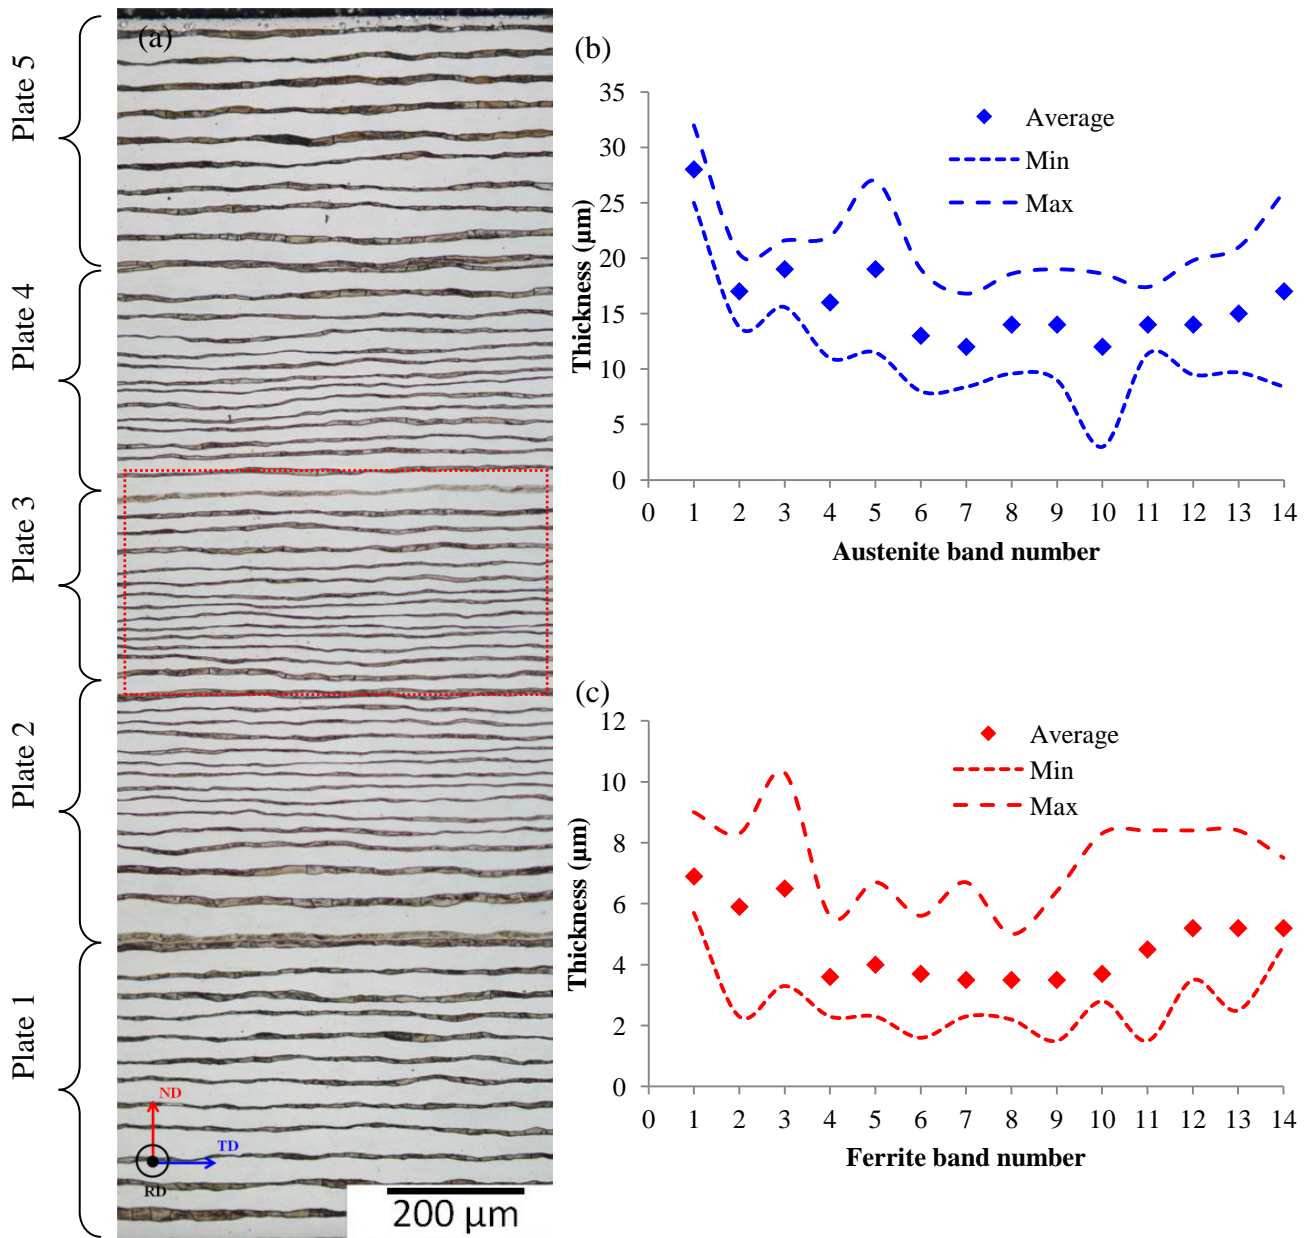 (a)
Plate 5
Plate 4
Plate 3
Plate 2
Plate 1
ND
TD
RD
200 µm
(b)
Average
Min
Max
Thickness (µm)
35
30
25
20
15
10
5
0
0 1 2 3 4 5 6 7 8 9 10 11 12 13 14
Austenite band number
(c)
Average
Min
Max
Thickness (µm)
12
10
8
6
4
2
0
0 1 2 3 4 5 6 7 8 9 10 11 12 13 14
Ferrite band number